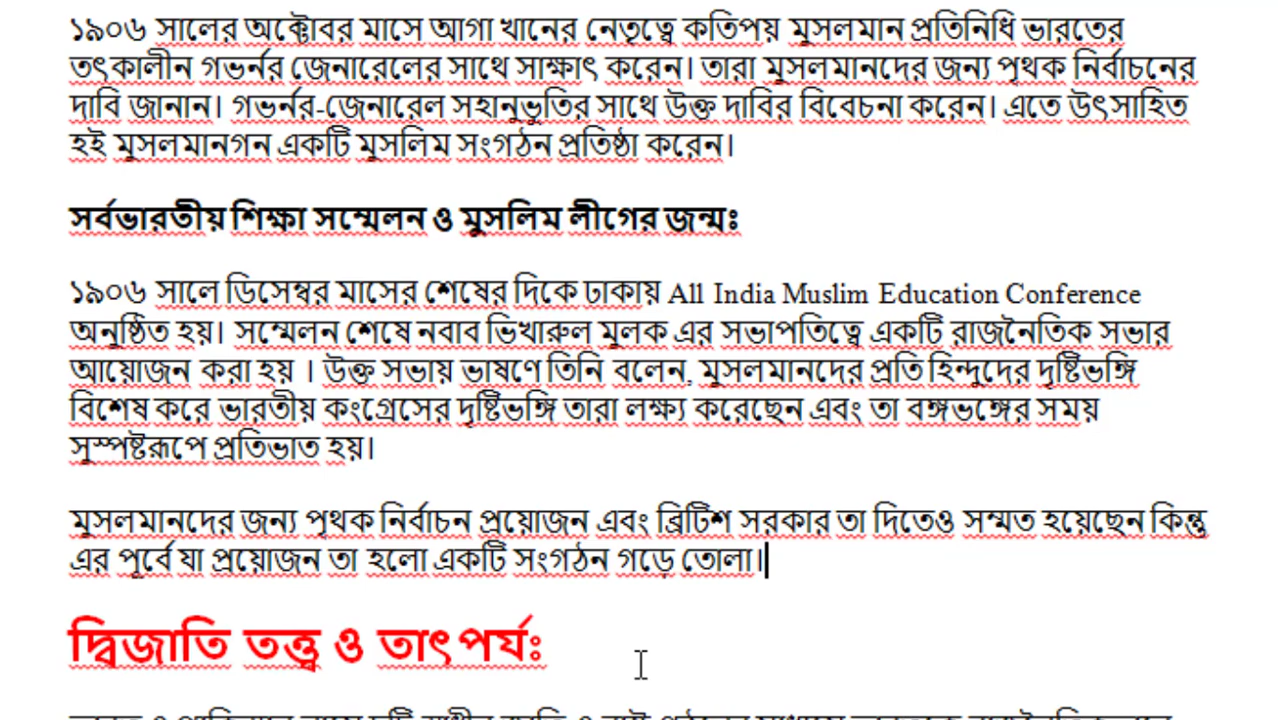 ১৯০৬ সালের অক্টোবর মাসে আগা খানের নেতৃত্বে কতিপয় মুসলমান প্রতিনিধি ভারতের
তৎকালীন গভর্নর জেনারেলের সাথে সাক্ষাৎ করেন। তারা মুসলমানদের জন্য পৃথক নির্বাচনের
দাবি জানান। গভর্নর-জেনারেল সহানুভুতির সাথে উক্ত দাবির বিবেচনা করেন। এতে উৎসাহিত
হই মুসলমানগন একটি মুসলিম সংগঠন প্রতিষ্ঠা করেন।
সর্বভারতীয় শিক্ষা সম্মেলন ও মুসলিম লীগের জন্মঃ
১৯০৬ সালে ডিসেম্বর মাসের শেষের দিকে ঢাকায় All India Muslim Education Conference
অনুষ্ঠিত হয়। সম্মেলন শেষে নবাব ভিখারুল মুলক এর সভাপতিত্বে একটি রাজনৈতিক সভার
আয়োজন করা হয় । উক্ত সভায় ভাষণে তিনি বলেন, মুসলমানদের প্রতি হিন্দুদের দৃষ্টিভঙ্গি
বিশেষ করে ভারতীয় কংগ্রেসের দৃষ্টিভঙ্গি তারা লক্ষ্য করেছেন এবং তা বঙ্গভঙ্গের সময়
সুস্পষ্টরূপে প্রতিভাত হয়।
মুসলমানদের জন্য পৃথক নির্বাচন প্রয়োজন এবং ব্রিটিশ সরকার তা দিতেও সম্মত হয়েছেন কিন্তু
এর পূর্বে যা প্রয়োজন তা হলো একটি সংগঠন গড়ে তোলা।
দ্বিজাতি তত্ত্ব ও তাৎপর্যঃ